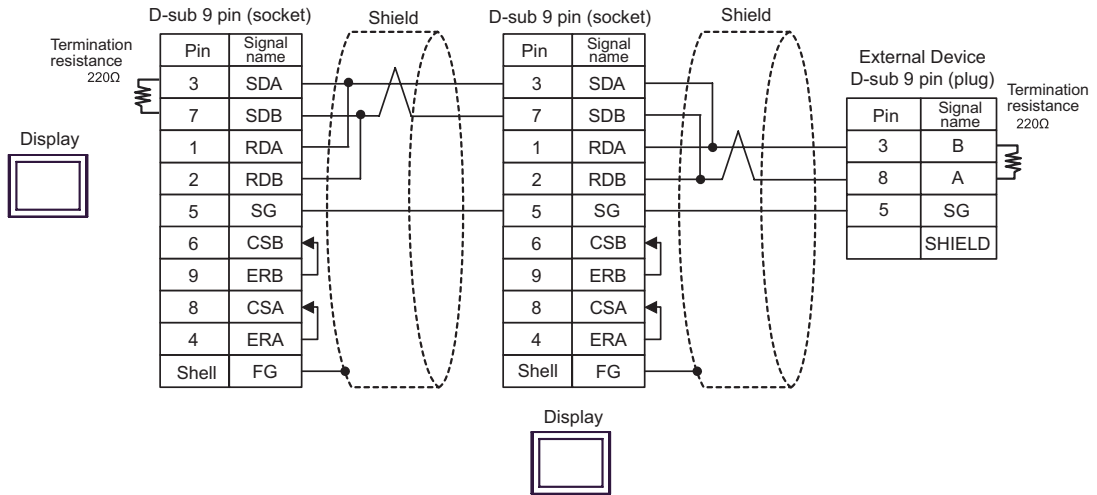 D-sub 9 pin (socket)
Shield
D-sub 9 pin (socket)
Shield
Termination
resistance
220Ω
Pin Signal name
3 SDA
7 SDB
1 RDA
2 RDB
5 SG
6 CSB
9 ERB
8 CSA
4 ERA
Shell FG
Display
Pin Signal name
3 SDA
7 SDB
1 RDA
2 RDB
5 SG
6 CSB
9 ERB
8 CSA
4 ERA
Shell FG
Display
External Device
D-sub 9 pin (plug)
Pin Signal name
3 B
8 A
5 SG
SHIELD
Termination
resistance
220Ω